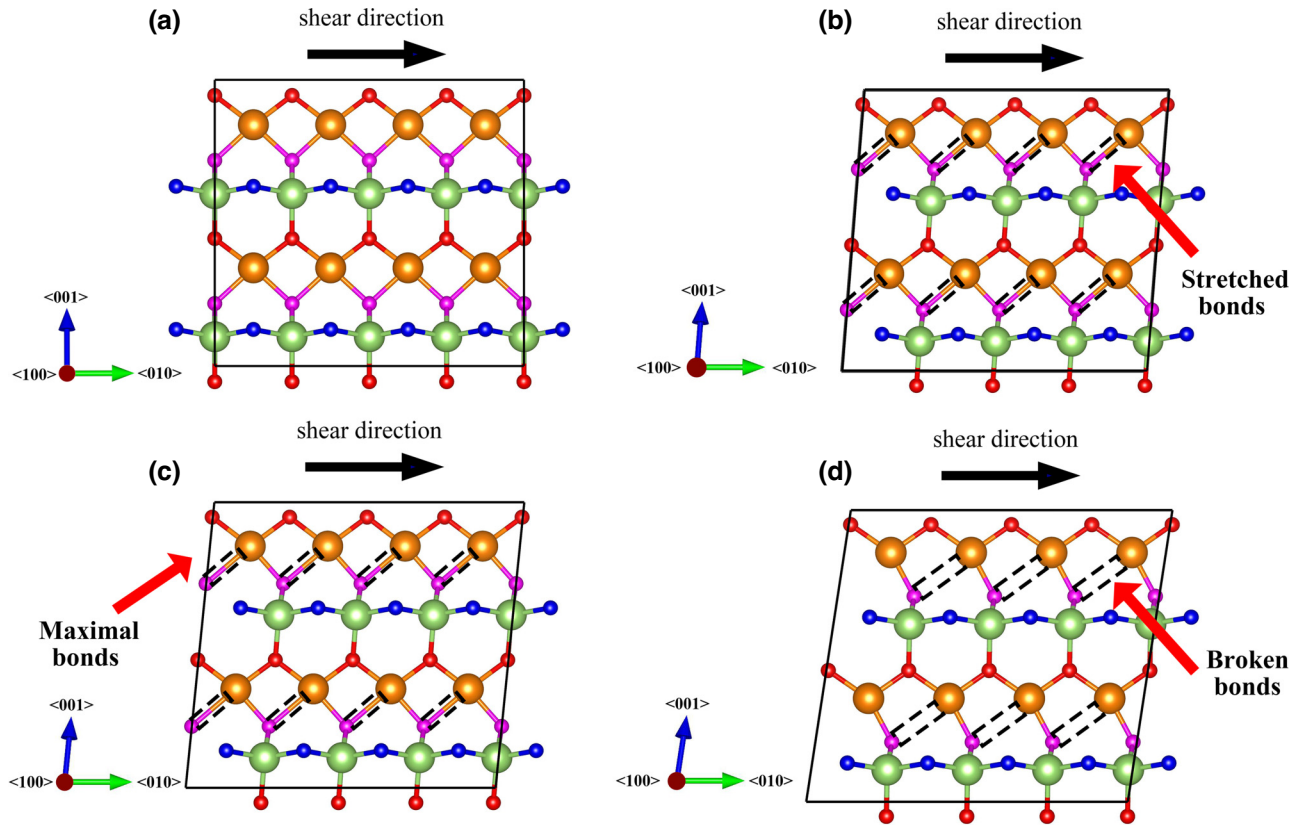 (a)
shear direction
<001>
<100>
<010>
(b)
shear direction
Stretched
bonds
<001>
<100>
<010>
(c)
shear direction
Maximal
bonds
<001>
<100>
<010>
(d)
shear direction
Broken
bonds
<001>
<100>
<010>